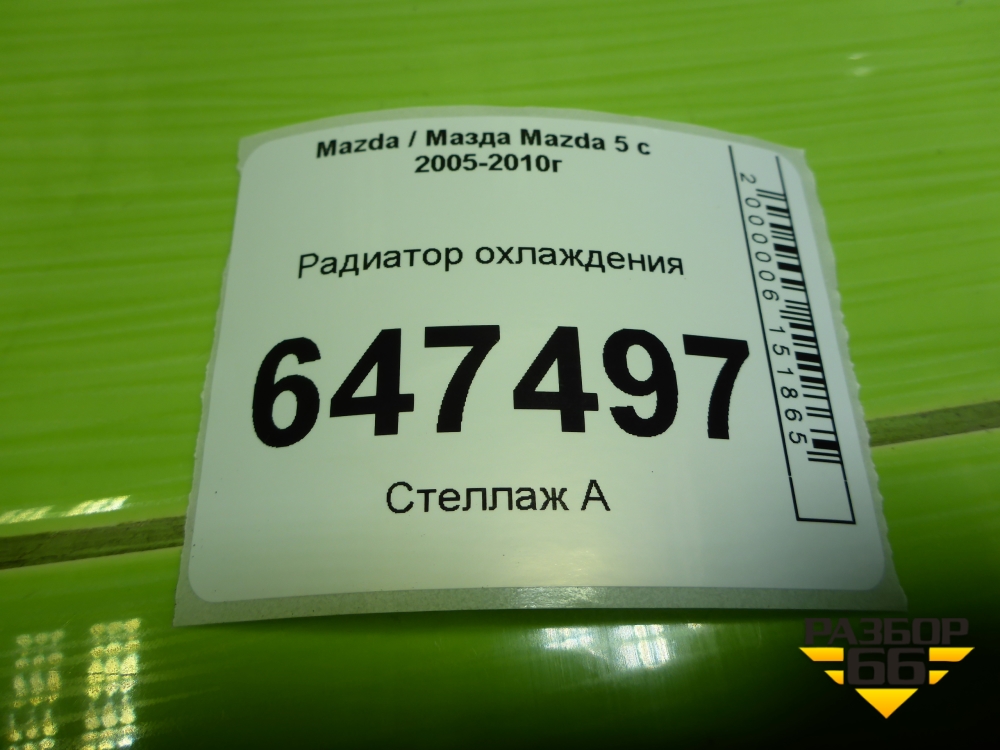 Mazda / Мазда Mazda 5 с
2005-2010г
Радиатор охлаждения
647497
Стеллаж А
2000006151865
РАЗБОР
66